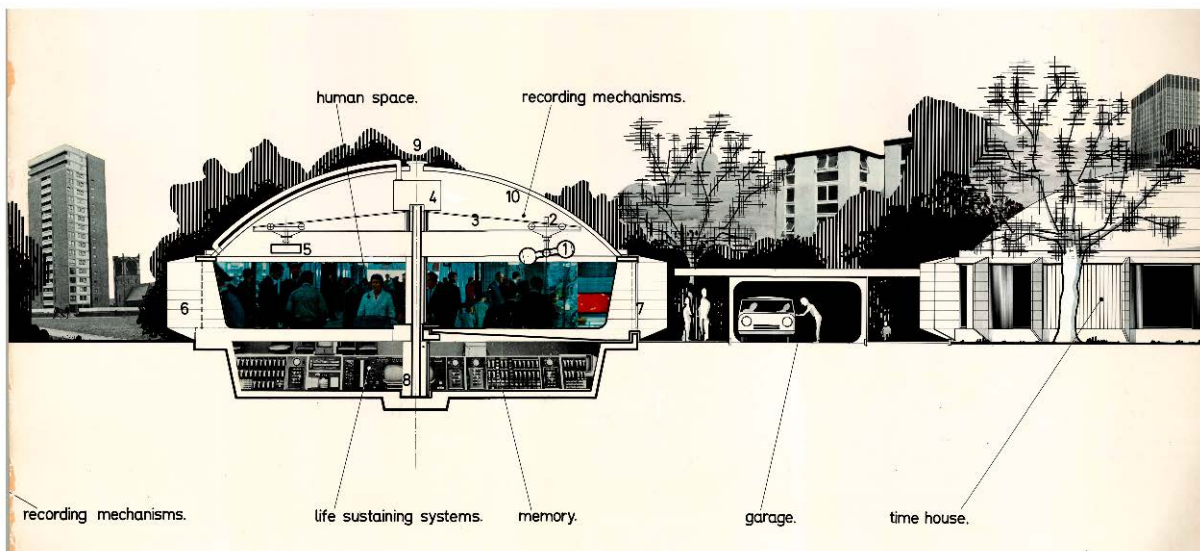 human space.
recording mechanisms.
9
10
4
3
2
5
1
6
7
8
recording mechanisms.
life sustaining systems.
memory.
garage.
time house.